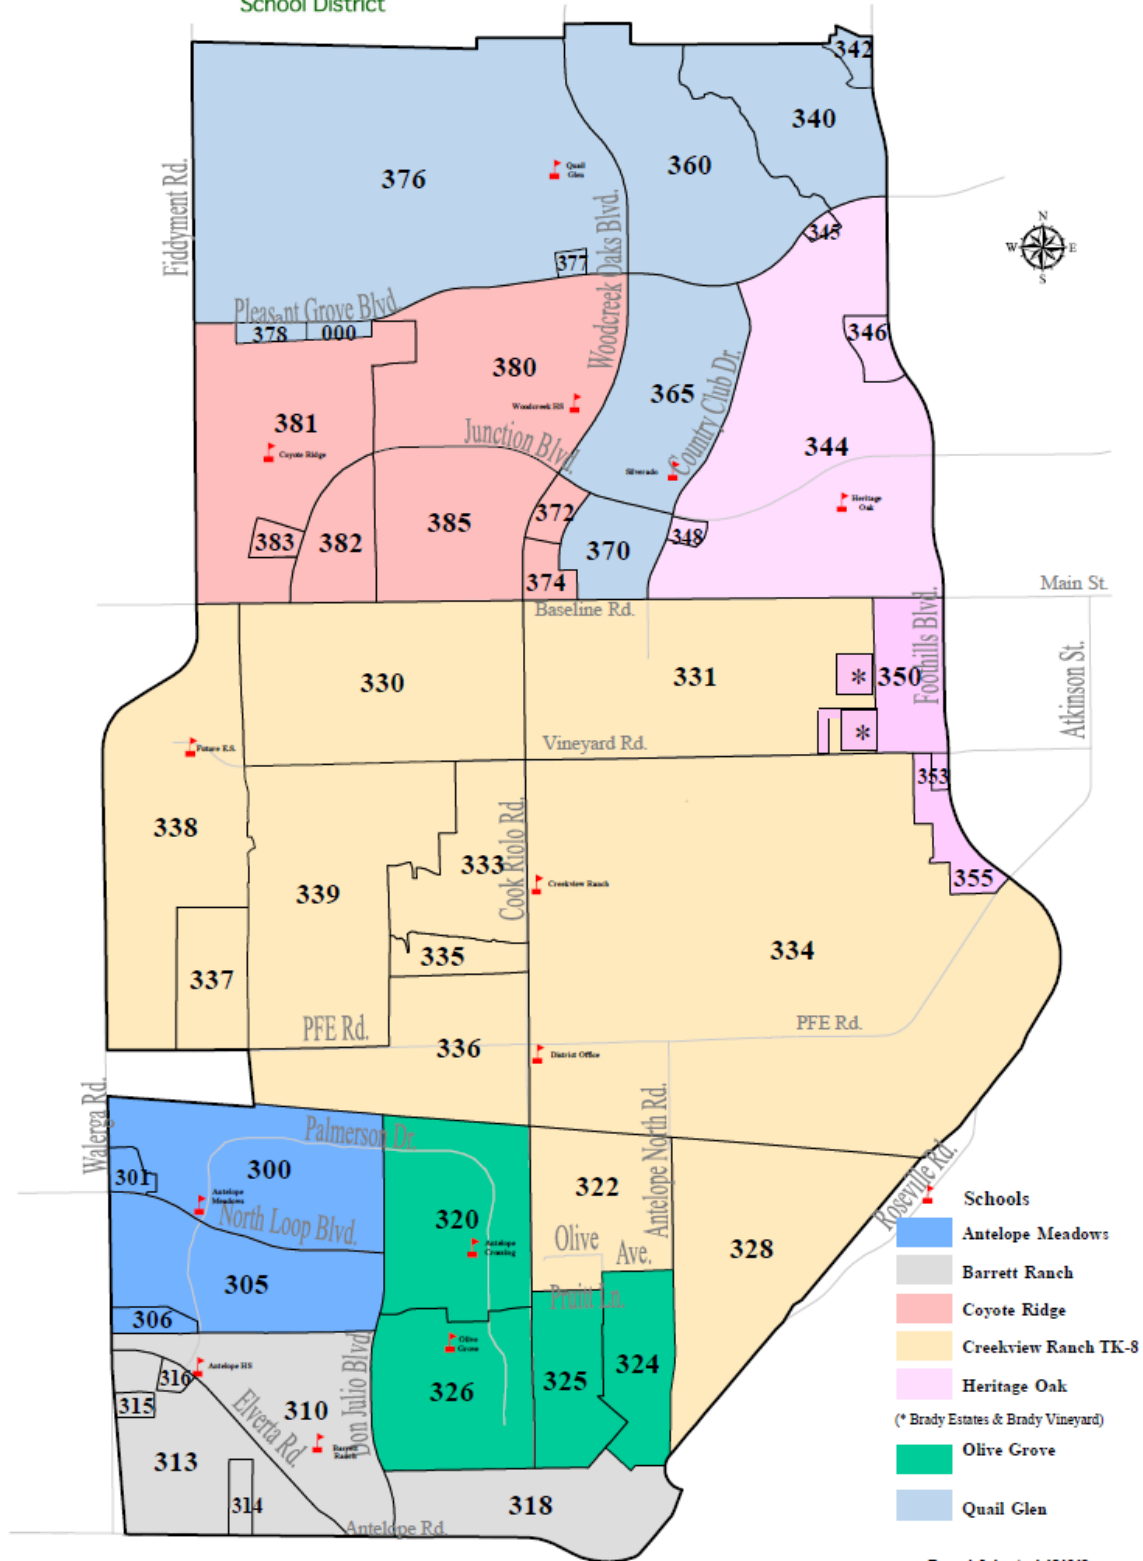 School District
342
340
360
376
Quail
Glen
Fiddyment Rd.
Woodcreek Oaks Blvd.
345
377
Pleasant Grove Blvd.
378
000
346
380
365
Country Club Dr.
Woodcreek HS
381
Junction Blvd.
344
Coyote Ridge
Silverado
Heritage
Oak
372
385
383
382
348
370
374
Main St.
Baseline Rd.
Foothills Blvd.
Atkinson St.
330
331
*
350
*
Vineyard Rd.
Future E.S.
353
338
333
Cook Riolo Rd.
Creekview Ranch
355
339
334
335
337
PFE Rd.
PFE Rd.
336
District Office
Walerga Rd.
Antelope North Rd.
Palmerson Dr.
301
300
Antelope
Meadows
322
Roseville Rd.
North Loop Blvd.
320
Antelope
Crossing
Olive
Ave.
328
305
Pruitt Ln.
306
Olive
Grove
Antelope HS
Don Julio Blvd.
316
324
325
326
315
310
Elverta Rd.
Barrett
Ranch
313
314
318
Antelope Rd.
N
W
E
S
Schools
Antelope Meadows
Barrett Ranch
Coyote Ridge
Creekview Ranch TK-8
Heritage Oak
(* Brady Estates & Brady Vineyard)
Olive Grove
Quail Glen